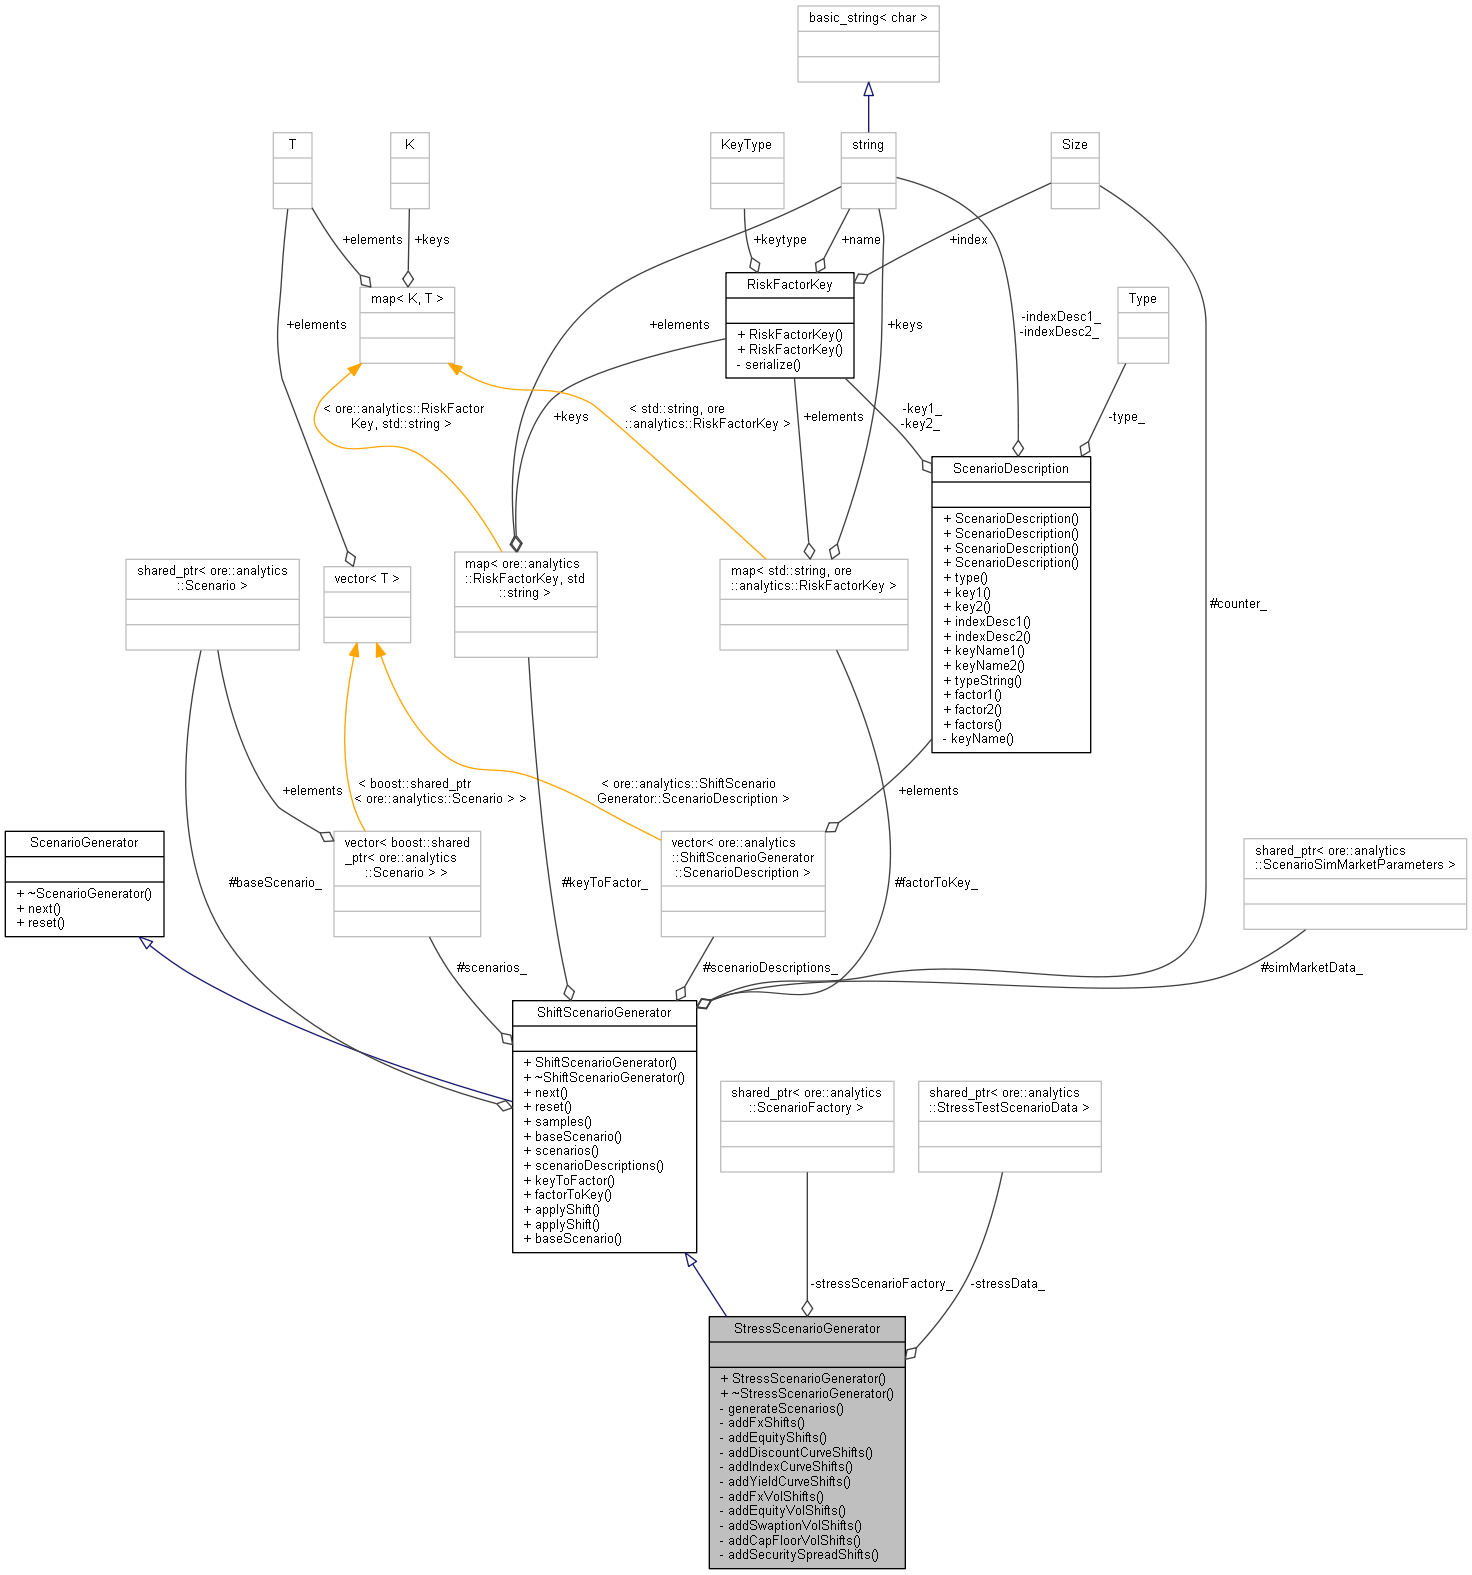 basic_string< char >
T
K
KeyType
string
Size
+elements
+keys
+keytype
+name
+index
RiskFactorKey
+ RiskFactorKey()
+ RiskFactorKey()
- serialize()
map< K, T >
Type
+elements
+elements
+keys
-indexDesc1_
-indexDesc2_
< ore::analytics::RiskFactor
Key, std::string >
+keys
< std::string, ore
::analytics::RiskFactorKey >
+elements
-key1_
-key2_
-type_
ScenarioDescription
+ ScenarioDescription()
+ ScenarioDescription()
+ ScenarioDescription()
+ ScenarioDescription()
+ type()
+ key1()
+ key2()
+ indexDesc1()
+ indexDesc2()
+ keyName1()
+ keyName2()
+ typeString()
+ factor1()
+ factor2()
+ factors()
- keyName()
shared_ptr< ore::analytics
::Scenario >
vector< T >
map< ore::analytics
::RiskFactorKey, std
::string >
map< std::string, ore
::analytics::RiskFactorKey >
#counter_
+elements
< boost::shared_ptr
< ore::analytics::Scenario > >
< ore::analytics::ShiftScenario
Generator::ScenarioDescription >
+elements
ScenarioGenerator
+ ~ScenarioGenerator()
+ next()
+ reset()
#baseScenario_
vector< boost::shared
_ptr< ore::analytics
::Scenario > >
#keyToFactor_
vector< ore::analytics
::ShiftScenarioGenerator
::ScenarioDescription >
#factorToKey_
shared_ptr< ore::analytics
::ScenarioSimMarketParameters >
#scenarios_
#scenarioDescriptions_
#simMarketData_
ShiftScenarioGenerator
+ ShiftScenarioGenerator()
+ ~ShiftScenarioGenerator()
+ next()
+ reset()
+ samples()
+ baseScenario()
+ scenarios()
+ scenarioDescriptions()
+ keyToFactor()
+ factorToKey()
+ applyShift()
+ applyShift()
+ baseScenario()
shared_ptr< ore::analytics
::ScenarioFactory >
shared_ptr< ore::analytics
::StressTestScenarioData >
-stressScenarioFactory_
-stressData_
StressScenarioGenerator
+ StressScenarioGenerator()
+ ~StressScenarioGenerator()
- generateScenarios()
- addFxShifts()
- addEquityShifts()
- addDiscountCurveShifts()
- addIndexCurveShifts()
- addYieldCurveShifts()
- addFxVolShifts()
- addEquityVolShifts()
- addSwaptionVolShifts()
- addCapFloorVolShifts()
- addSecuritySpreadShifts()